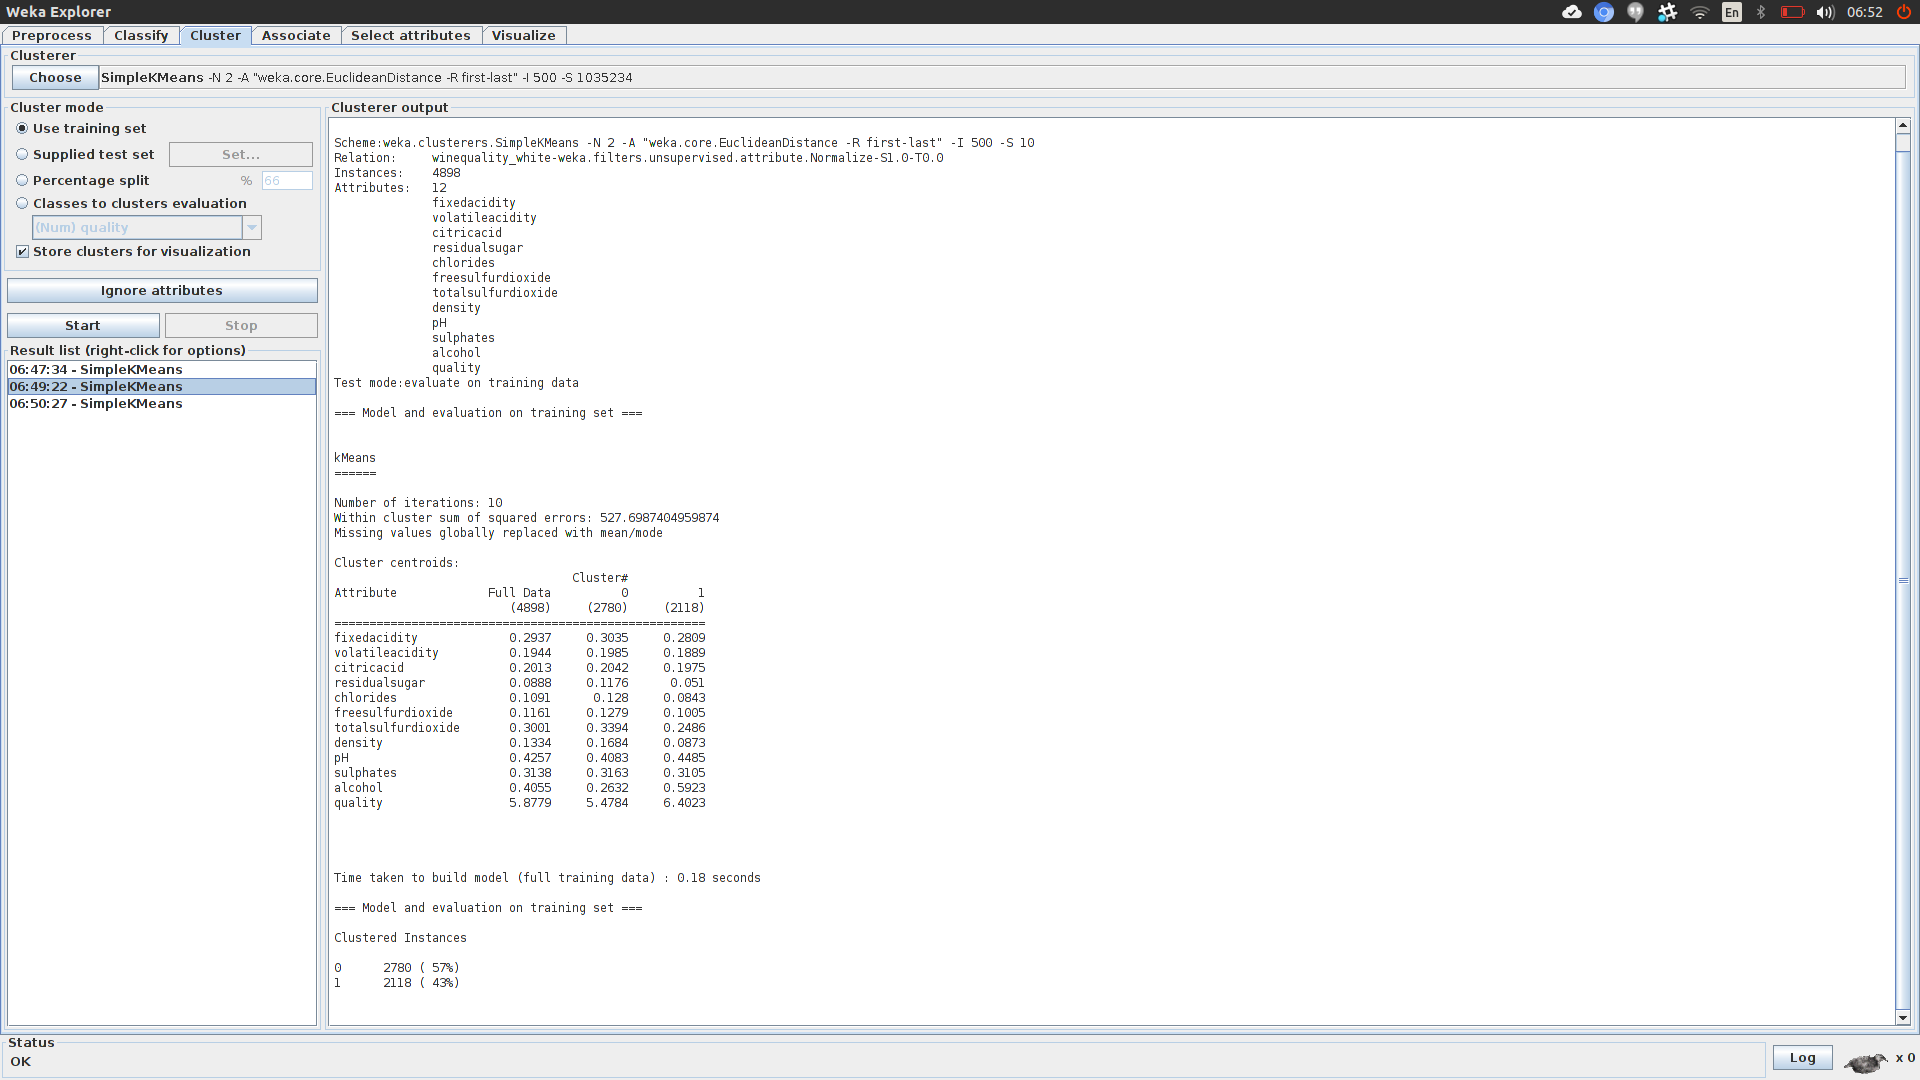 Weka Explorer
En
06:52
Preprocess Classify Cluster Associate Select attributes Visualize
Clusterer
Choose SimpleKMeans -N 2 -A "weka.core.EuclideanDistance -R first-last" -I 500 -S 1035234
Cluster mode
Use training set
Supplied test set Set...
Percentage split % 66
Classes to clusters evaluation
(Num) quality
Store clusters for visualization
Ignore attributes
Start Stop
Result list (right-click for options)
06:47:34 - SimpleKMeans
06:49:22 - SimpleKMeans
06:50:27 - SimpleKMeans
Clusterer output
Scheme:weka.clusterers.SimpleKMeans -N 2 -A "weka.core.EuclideanDistance -R first-last" -I 500 -S 10
Relation: winequality_white-weka.filters.unsupervised.attribute.Normalize-S1.0-T0.0
Instances: 4898
Attributes: 12
fixedacidity
volatileacidity
citricacid
residualsugar
chlorides
freesulfurdioxide
totalsulfurdioxide
density
pH
sulphates
alcohol
quality
Test mode:evaluate on training data
=== Model and evaluation on training set ===
kMeans
======
Number of iterations: 10
Within cluster sum of squared errors: 527.6987404959874
Missing values globally replaced with mean/mode
Cluster centroids:
Cluster#
Attribute Full Data 0 1
(4898) (2780) (2118)
=====================================================
fixedacidity 0.2937 0.3035 0.2809
volatileacidity 0.1944 0.1985 0.1889
citricacid 0.2013 0.2042 0.1975
residualsugar 0.0888 0.1176 0.051
chlorides 0.1091 0.128 0.0843
freesulfurdioxide 0.1161 0.1279 0.1005
totalsulfurdioxide 0.3001 0.3394 0.2486
density 0.1334 0.1684 0.0873
pH 0.4257 0.4083 0.4485
sulphates 0.3138 0.3163 0.3105
alcohol 0.4055 0.2632 0.5923
quality 5.8779 5.4784 6.4023
Time taken to build model (full training data) : 0.18 seconds
=== Model and evaluation on training set ===
Clustered Instances
0 2780 ( 57%)
1 2118 ( 43%)
Status
OK
Log
x 0